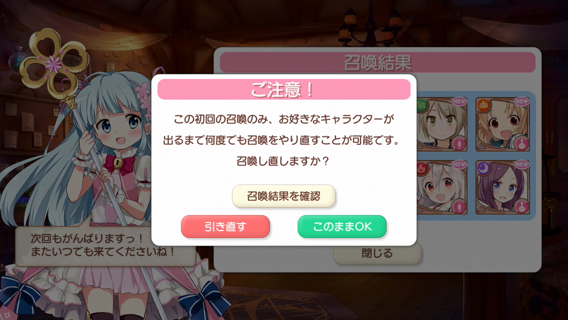 召喚結果
ご注意！
この初回の召喚のみ、お好きなキャラクターが
出るまで何度でも召喚をやり直すことが可能です。
召喚し直しますか？
召喚結果を確認
引き直す
このままOK
NEW
NEW
NEW
次回もがんばりますっ！
またいつでも来てくださいね！
閉じる